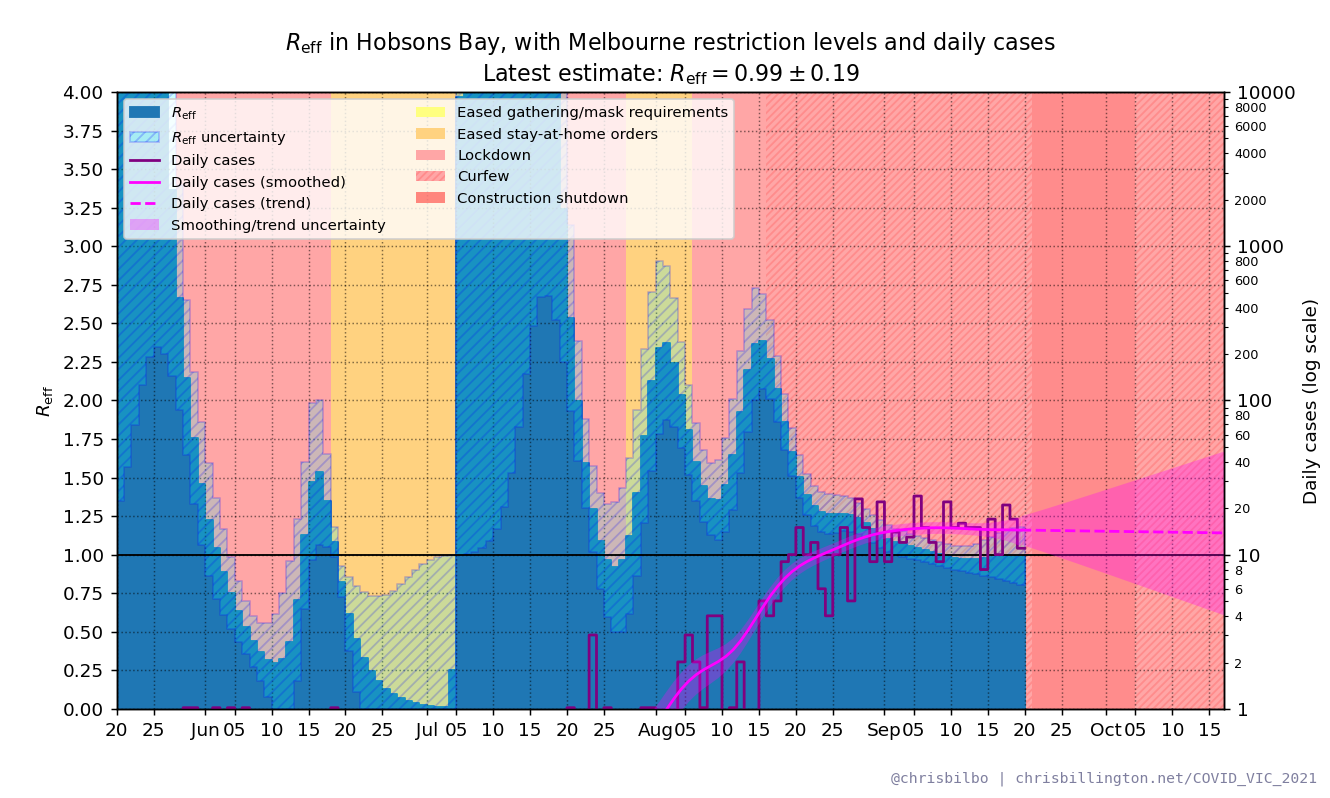 Reff in Hobsons Bay, with Melbourne restriction levels and daily cases
Latest estimate: Reff = 0.99 ± 0.19
Reff
Reff uncertainty
Daily cases
Daily cases (smoothed)
Daily cases (trend)
Smoothing/trend uncertainty
Eased gathering/mask requirements
Eased stay-at-home orders
Lockdown
Curfew
Construction shutdown
Reff
4.00
3.75
3.50
3.25
3.00
2.75
2.50
2.25
2.00
1.75
1.50
1.25
1.00
0.75
0.50
0.25
0.00
10000
8000
6000
4000
2000
1000
800
600
400
200
100
80
60
40
20
10
8
6
4
2
1
Daily cases (log scale)
20 25 Jun 05 10 15 20 25 Jul 05 10 15 20 25 Aug 05 10 15 20 25 Sep 05 10 15 20 25 Oct 05 10 15
@chrisbilbo | chrisbillington.net/COVID_VIC_2021